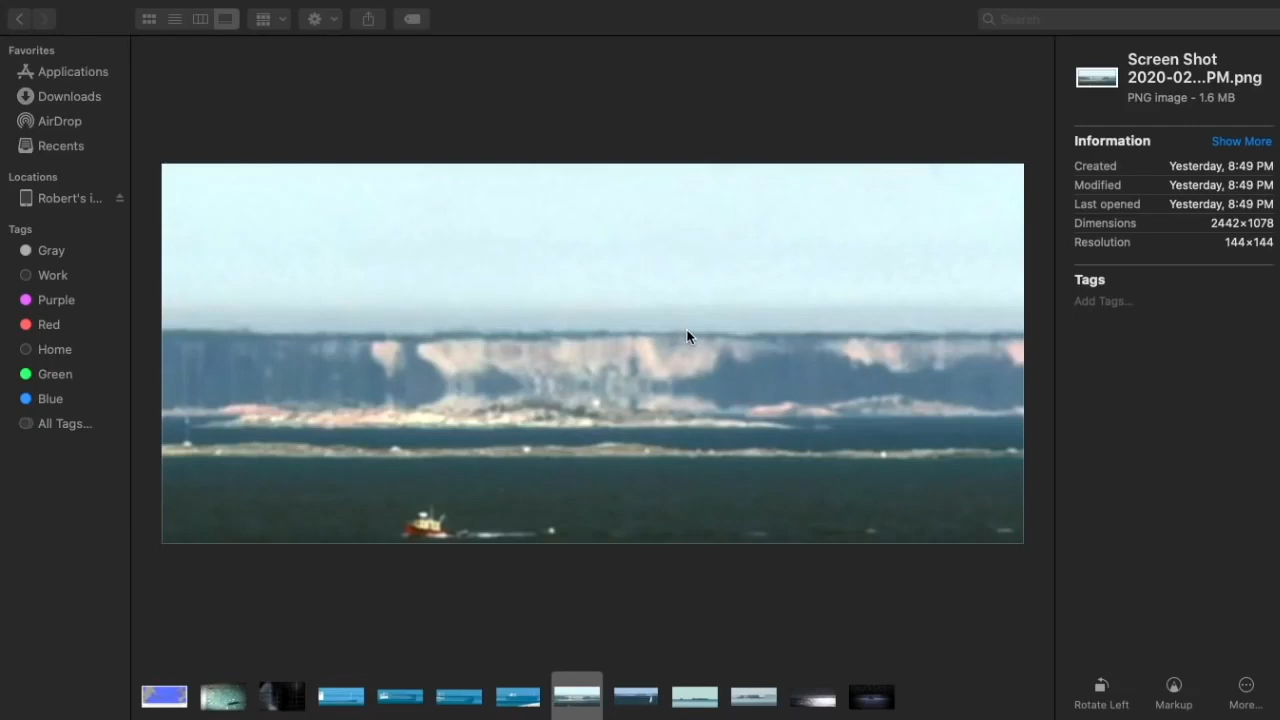 Search
Favorites
Applications
Downloads
AirDrop
Recents
Locations
Robert's i...
Tags
Gray
Work
Purple
Red
Home
Green
Blue
All Tags...
Screen Shot
2020-02...PM.png
PNG image - 1.6 MB
Information Show More
Created Yesterday, 8:49 PM
Modified Yesterday, 8:49 PM
Last opened Yesterday, 8:49 PM
Dimensions 2442×1078
Resolution 144×144
Tags
Add Tags...
Rotate Left Markup More...